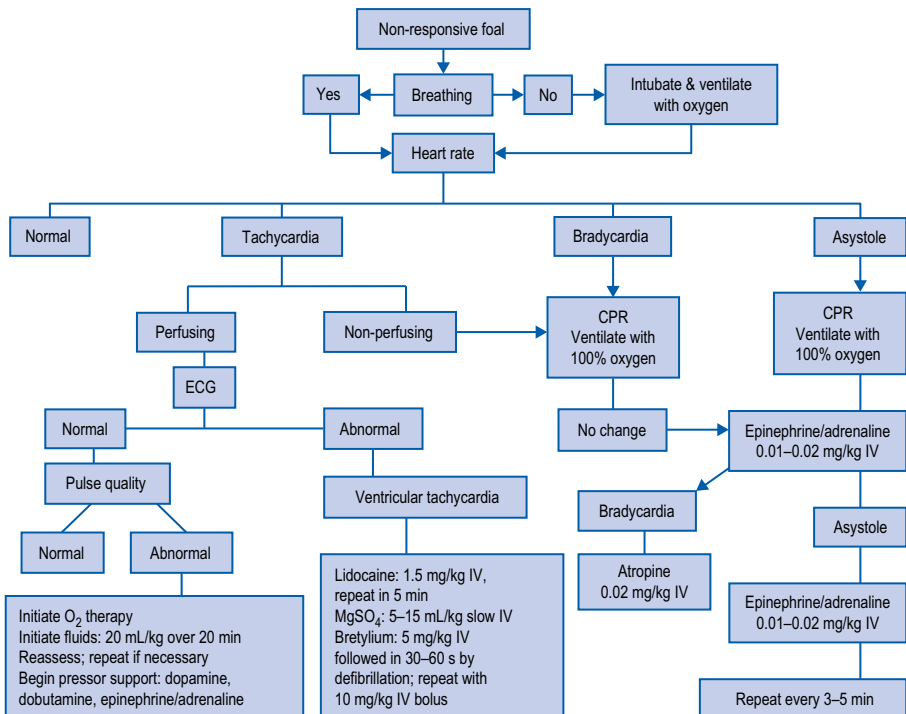 Non-responsive foal
Yes
Breathing
No
Intubate & ventilate
with oxygen
Heart rate
Normal
Tachycardia
Bradycardia
Asystole
Perfusing
Non-perfusing
CPR
Ventilate with
100% oxygen
CPR
Ventilate with
100% oxygen
ECG
Normal
Abnormal
No change
Epinephrine/adrenaline
0.01–0.02 mg/kg IV
Pulse quality
Ventricular tachycardia
Bradycardia
Asystole
Normal
Abnormal
Atropine
0.02 mg/kg IV
Initiate O2 therapy
Initiate fluids: 20 mL/kg over 20 min
Reassess; repeat if necessary
Begin pressor support: dopamine,
dobutamine, epinephrine/adrenaline
Lidocaine: 1.5 mg/kg IV,
repeat in 5 min
MgSO4: 5–15 mL/kg slow IV
Bretylium: 5 mg/kg IV
followed in 30–60 s by
defibrillation; repeat with
10 mg/kg IV bolus
Epinephrine/adrenaline
0.01–0.02 mg/kg IV
Repeat every 3–5 min